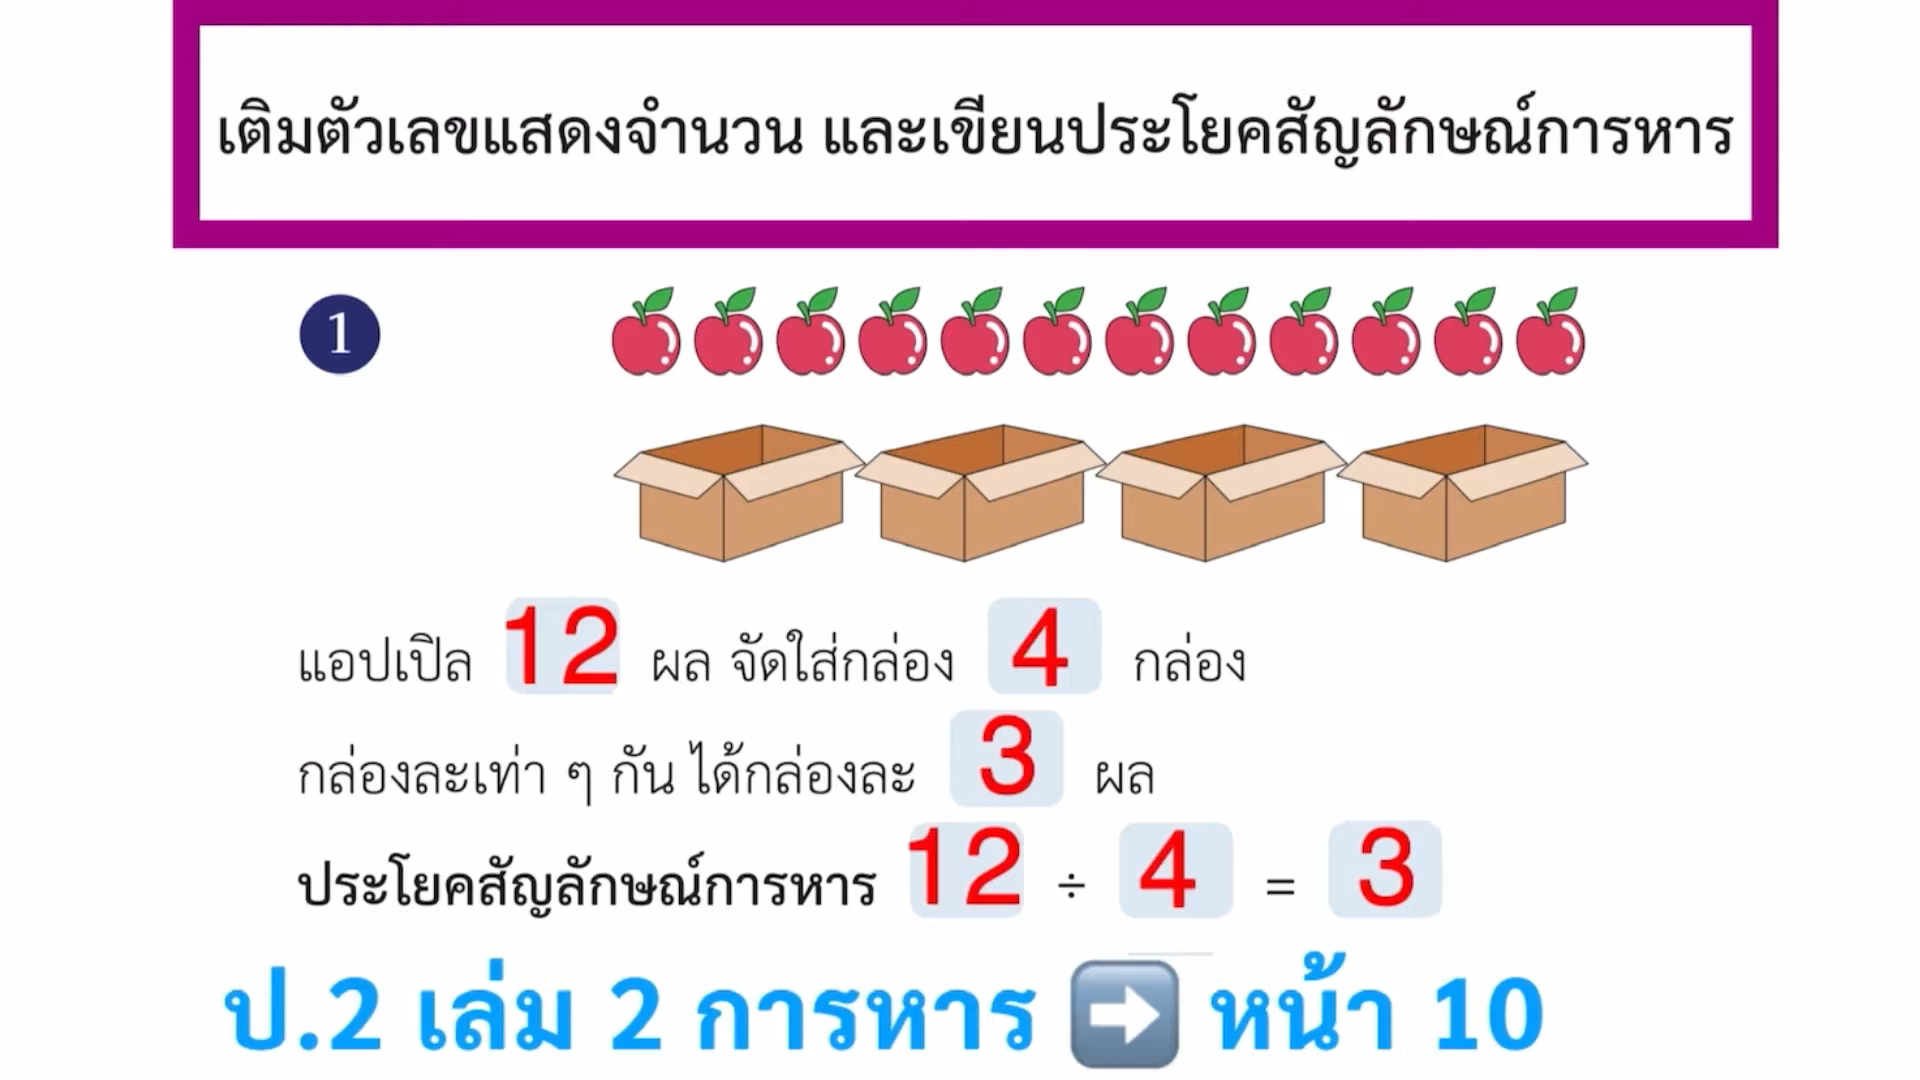 เติมตัวเลขแสดงจำนวน และเขียนประโยคสัญลักษณ์การหาร
1
แอปเปิล 12 ผล จัดใส่กล่อง 4 กล่อง
กล่องละเท่า ๆ กัน ได้กล่องละ 3 ผล
ประโยคสัญลักษณ์การหาร 12 ÷ 4 = 3
ป.2 เล่ม 2 การหาร ➡ หน้า 10